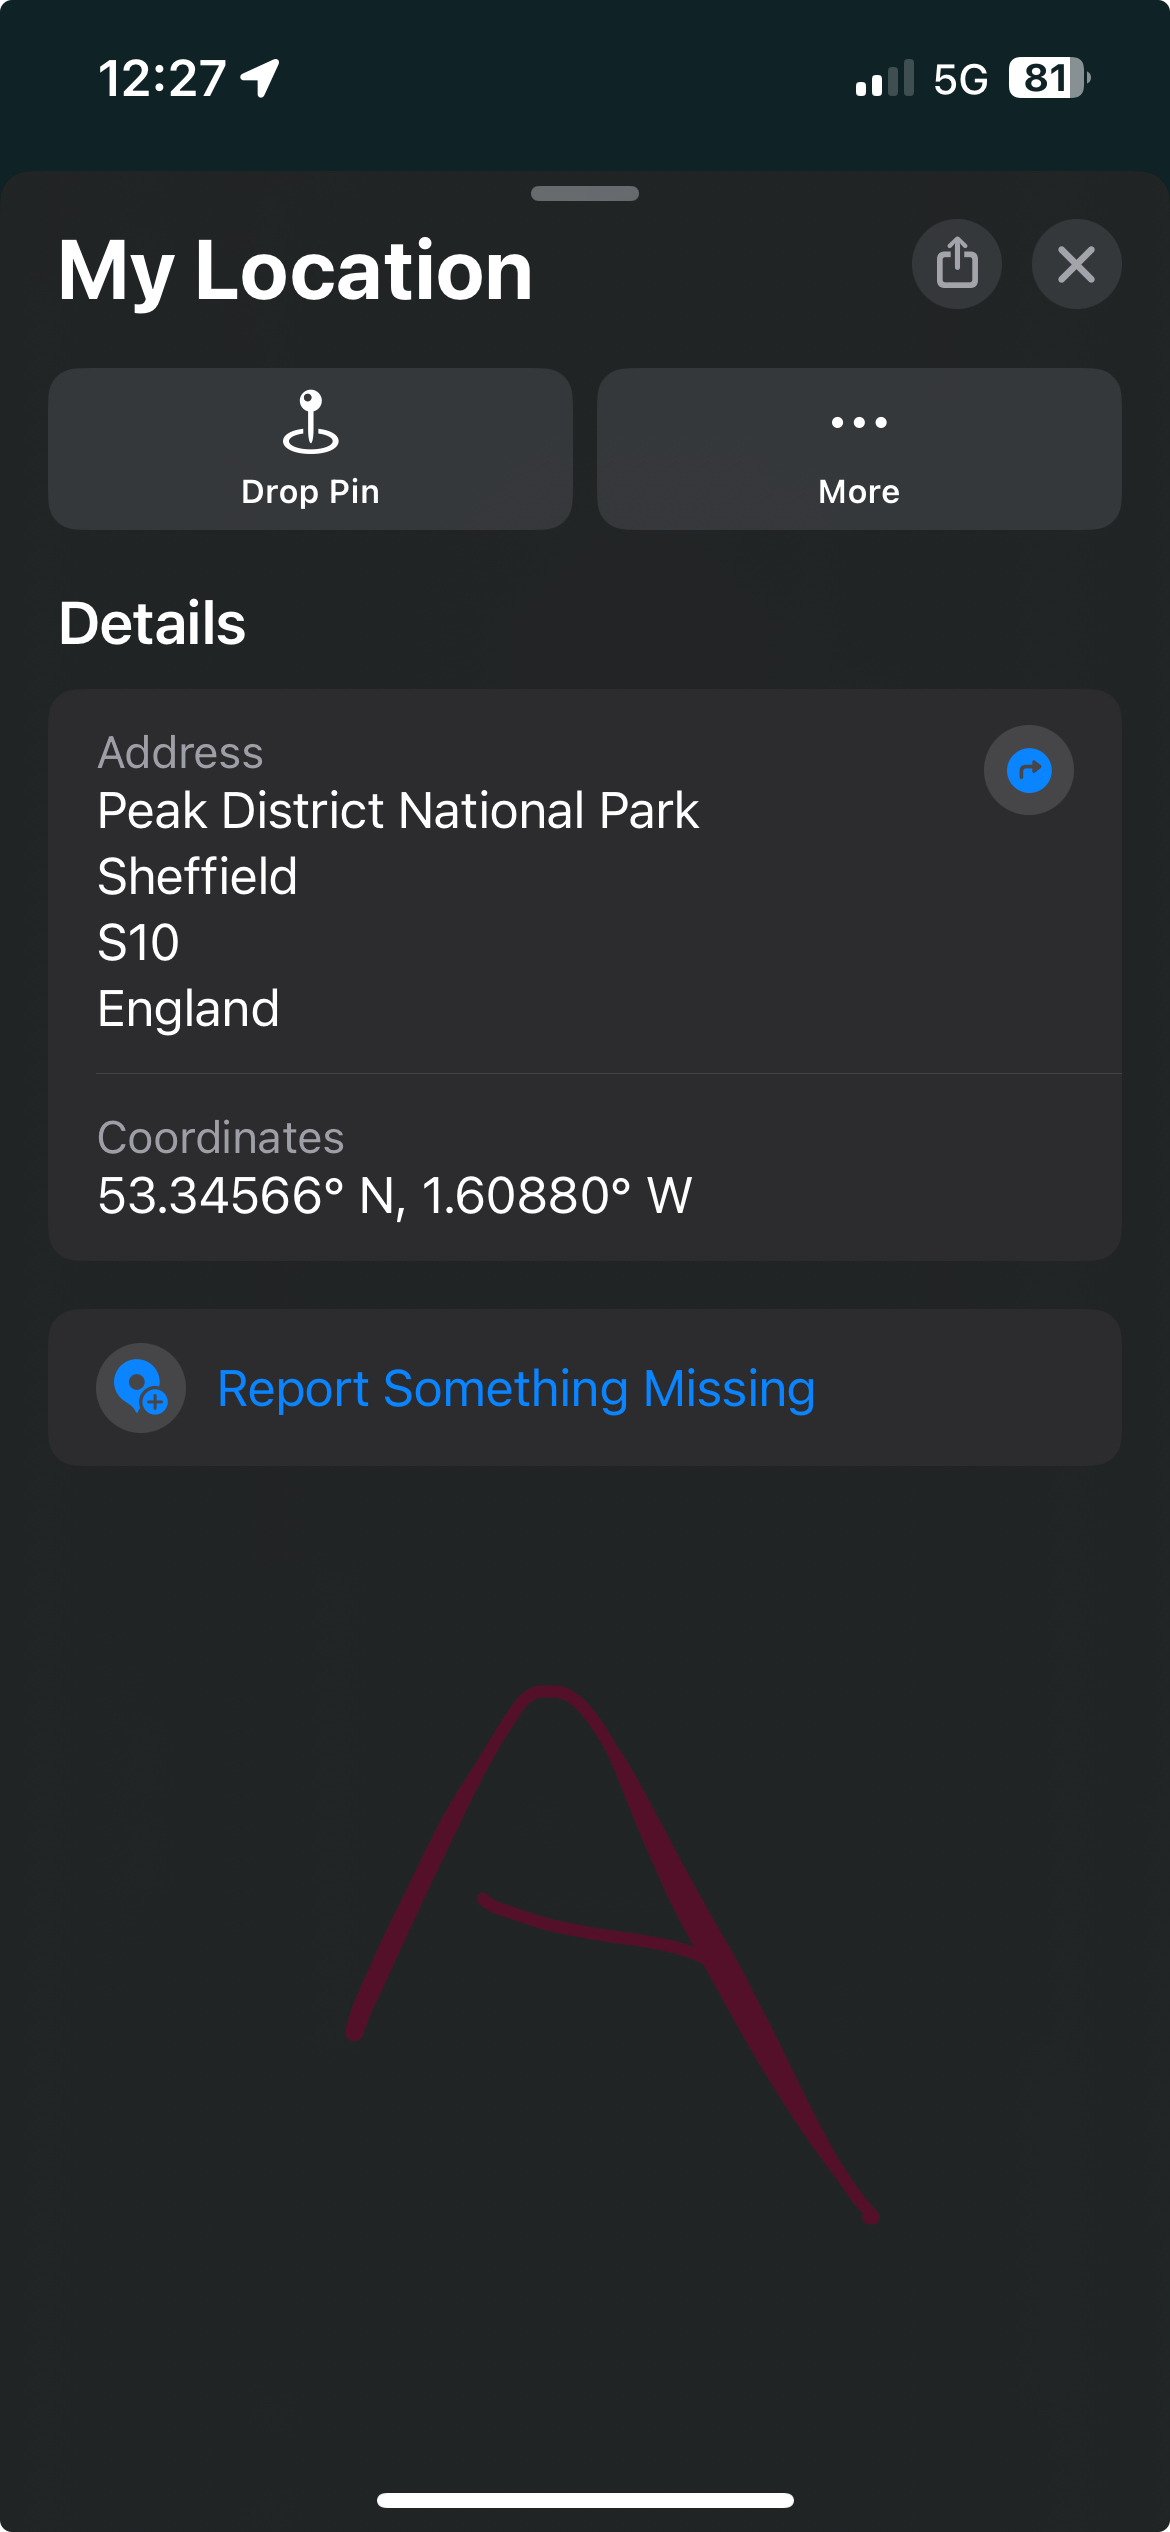 12:27
5G
81
My Location
Drop Pin
More
Details
Address
Peak District National Park
Sheffield
S10
England
Coordinates
53.34566° N, 1.60880° W
Report Something Missing
A